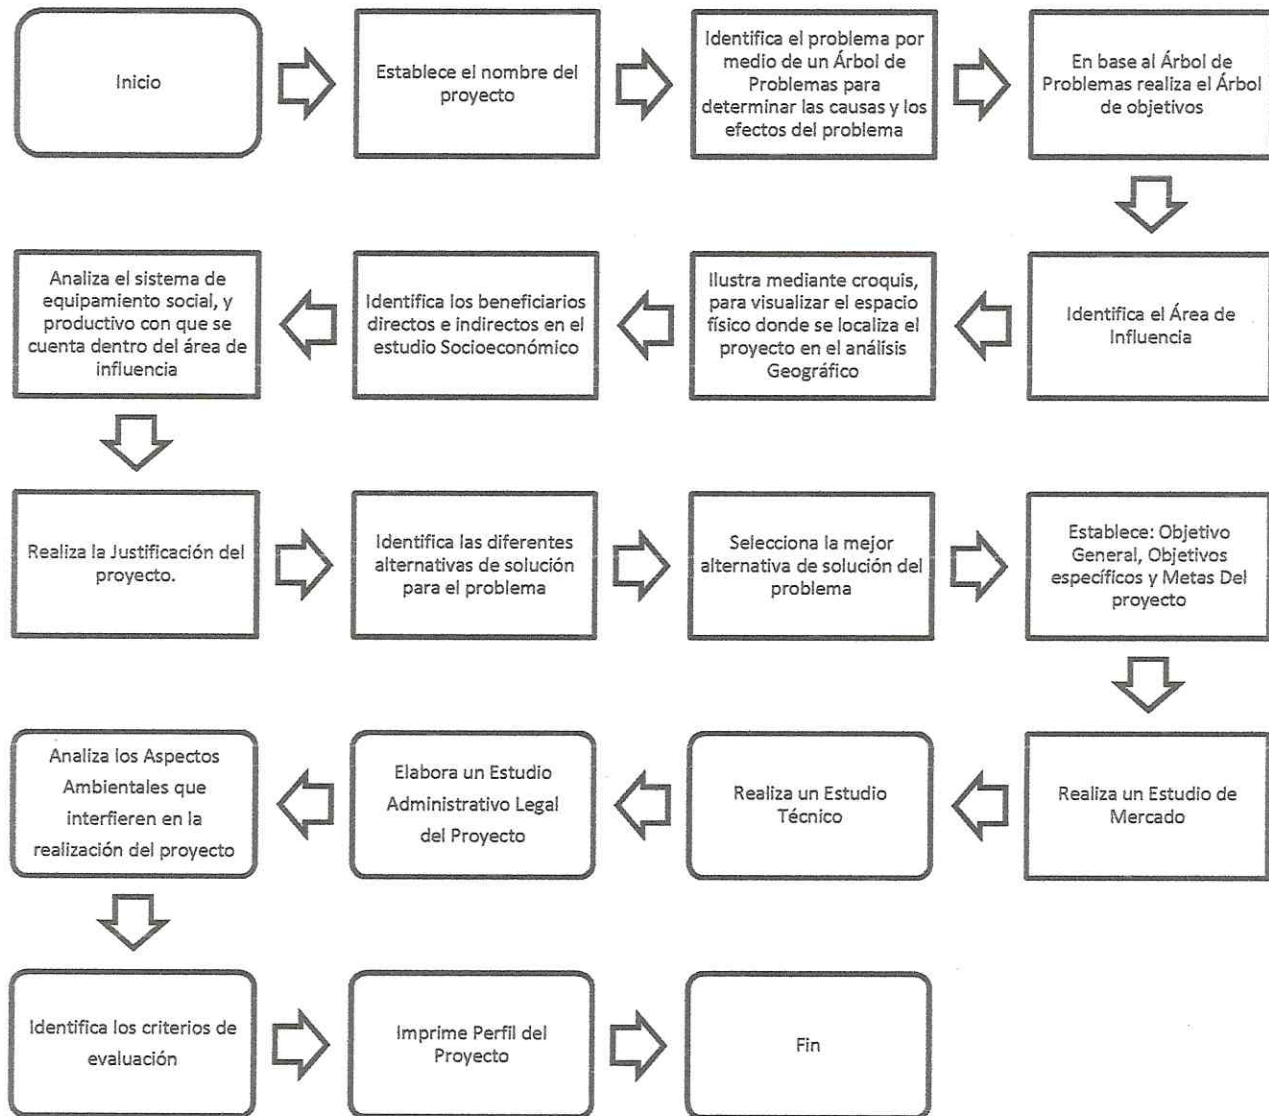 Inicio
Establece el nombre del
proyecto
Identifica el problema por
medio de un Árbol de
Problemas para
determinar las causas y los
efectos del problema
En base al Árbol de
Problemas realiza el Árbol
de objetivos
Identifica el Área de
Influencia
Ilustra mediante croquis,
para visualizar el espacio
físico donde se localiza el
proyecto en el análisis
Geográfico
Identifica los beneficiarios
directos e indirectos en el
estudio Socioeconómico
Analiza el sistema de
equipamiento social, y
productivo con que se
cuenta dentro del área de
influencia
Realiza la Justificación del
proyecto.
Identifica las diferentes
alternativas de solución
para el problema
Selecciona la mejor
alternativa de solución del
problema
Establece: Objetivo
General, Objetivos
específicos y Metas Del
proyecto
Realiza un Estudio de
Mercado
Realiza un Estudio
Técnico
Elabora un Estudio
Administrativo Legal
del Proyecto
Analiza los Aspectos
Ambientales que
interfieren en la
realización del proyecto
Identifica los criterios de
evaluación
Imprime Perfil del
Proyecto
Fin